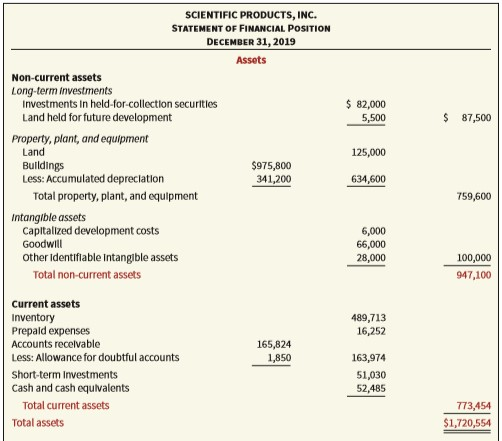 SCIENTIFIC PRODUCTS, INC.
STATEMENT OF FINANCIAL POSITION
DECEMBER 31, 2019
Assets
Non-current assets
Long-term Investments
Investments in held-for-collection securities $ 82,000
Land held for future development 5,500 $ 87,500
Property, plant, and equipment
Land 125,000
Buildings $975,800
Less: Accumulated depreciation 341,200 634,600
Total property, plant, and equipment 759,600
Intangible assets
Capitalized development costs 6,000
Goodwill 66,000
Other identifiable intangible assets 28,000 100,000
Total non-current assets 947,100
Current assets
Inventory 489,713
Prepaid expenses 16,252
Accounts receivable 165,824
Less: Allowance for doubtful accounts 1,850 163,974
Short-term investments 51,030
Cash and cash equivalents 52,485
Total current assets 773,454
Total assets $1,720,554